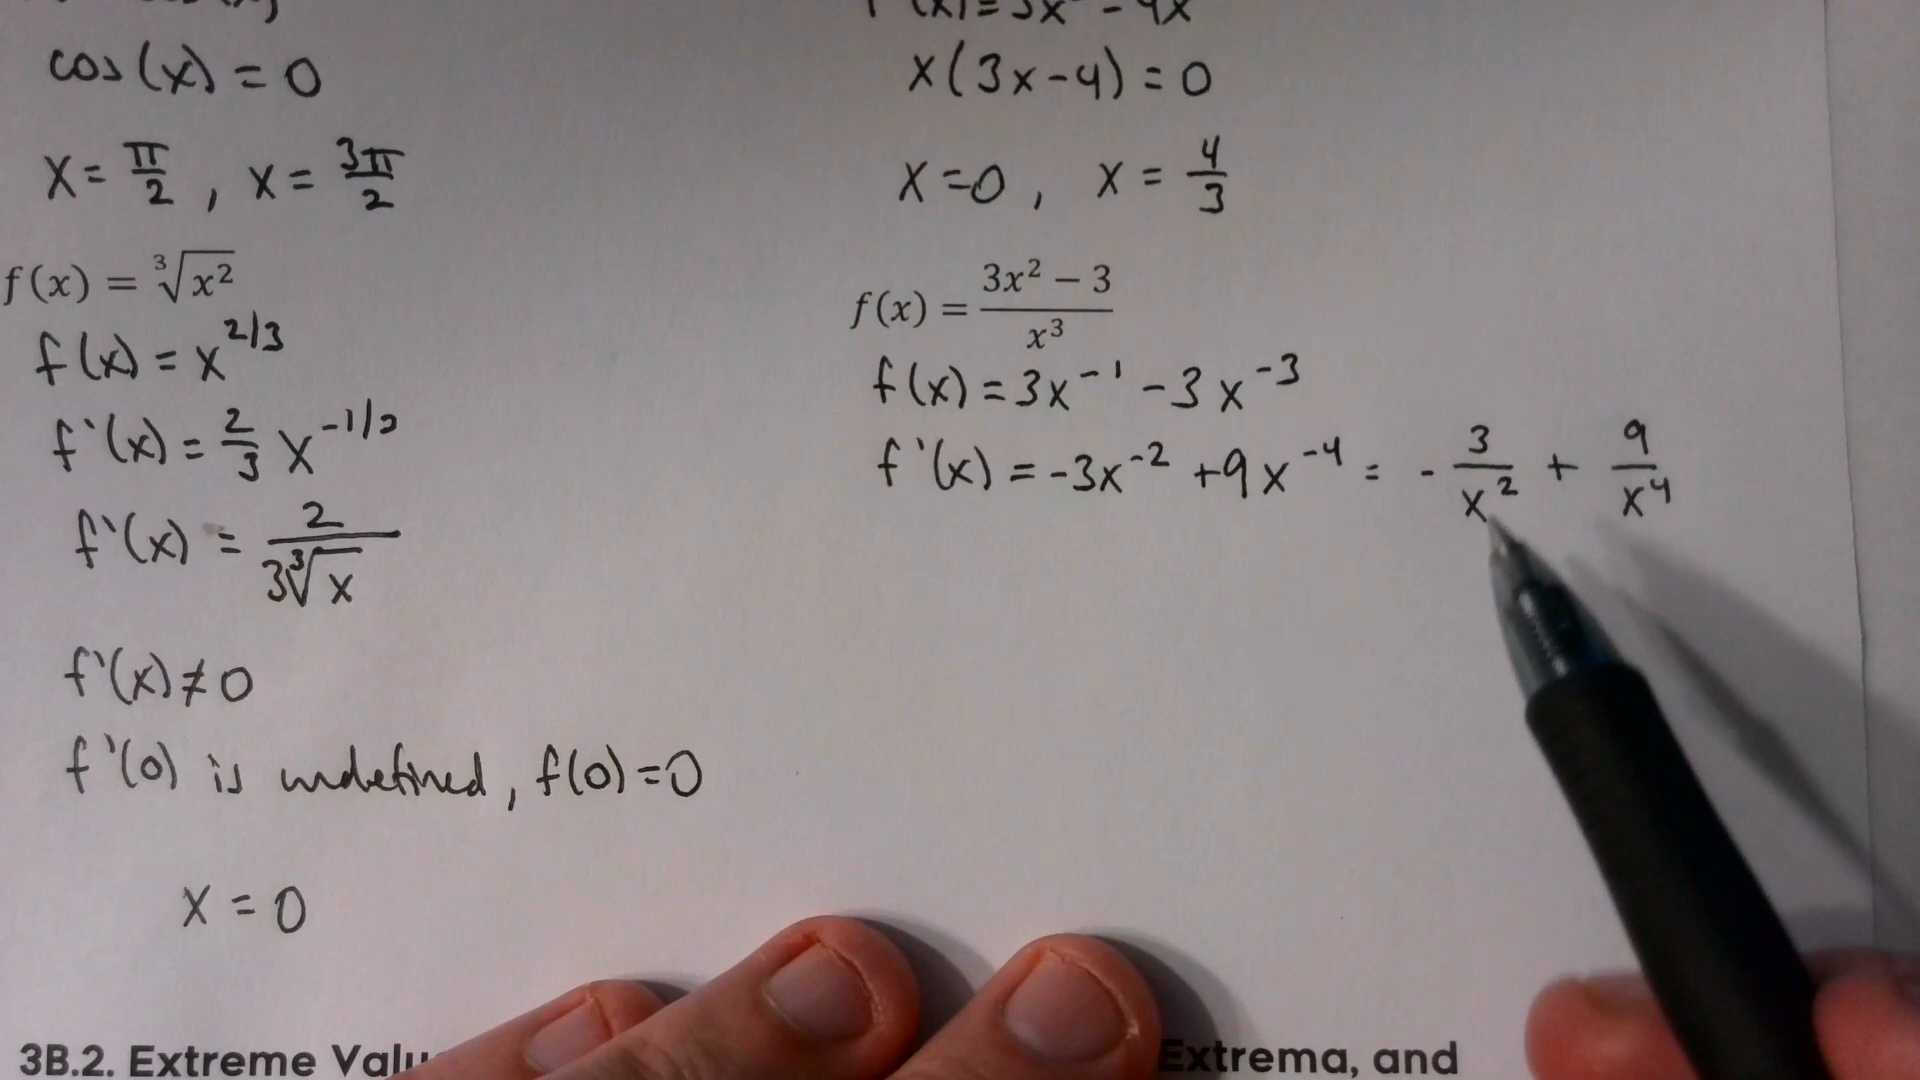 cos(x) = 0
x = π/2 , x = 3π/2
f(x) = ∛x²
f(x) = x^2/3
f'(x) = 2/3 x^-1/3
f'(x) = 2/(3∛x)
f'(x) ≠ 0
f'(0) is undefined, f(0) = 0
x = 0
x(3x-4) = 0
x = 0 , x = 4/3
f(x) = (3x² − 3)/x³
f(x) = 3x^-1 - 3x^-3
f'(x) = -3x^-2 + 9x^-4 = - 3/x² + 9/x⁴
3B.2. Extreme Extrema, and